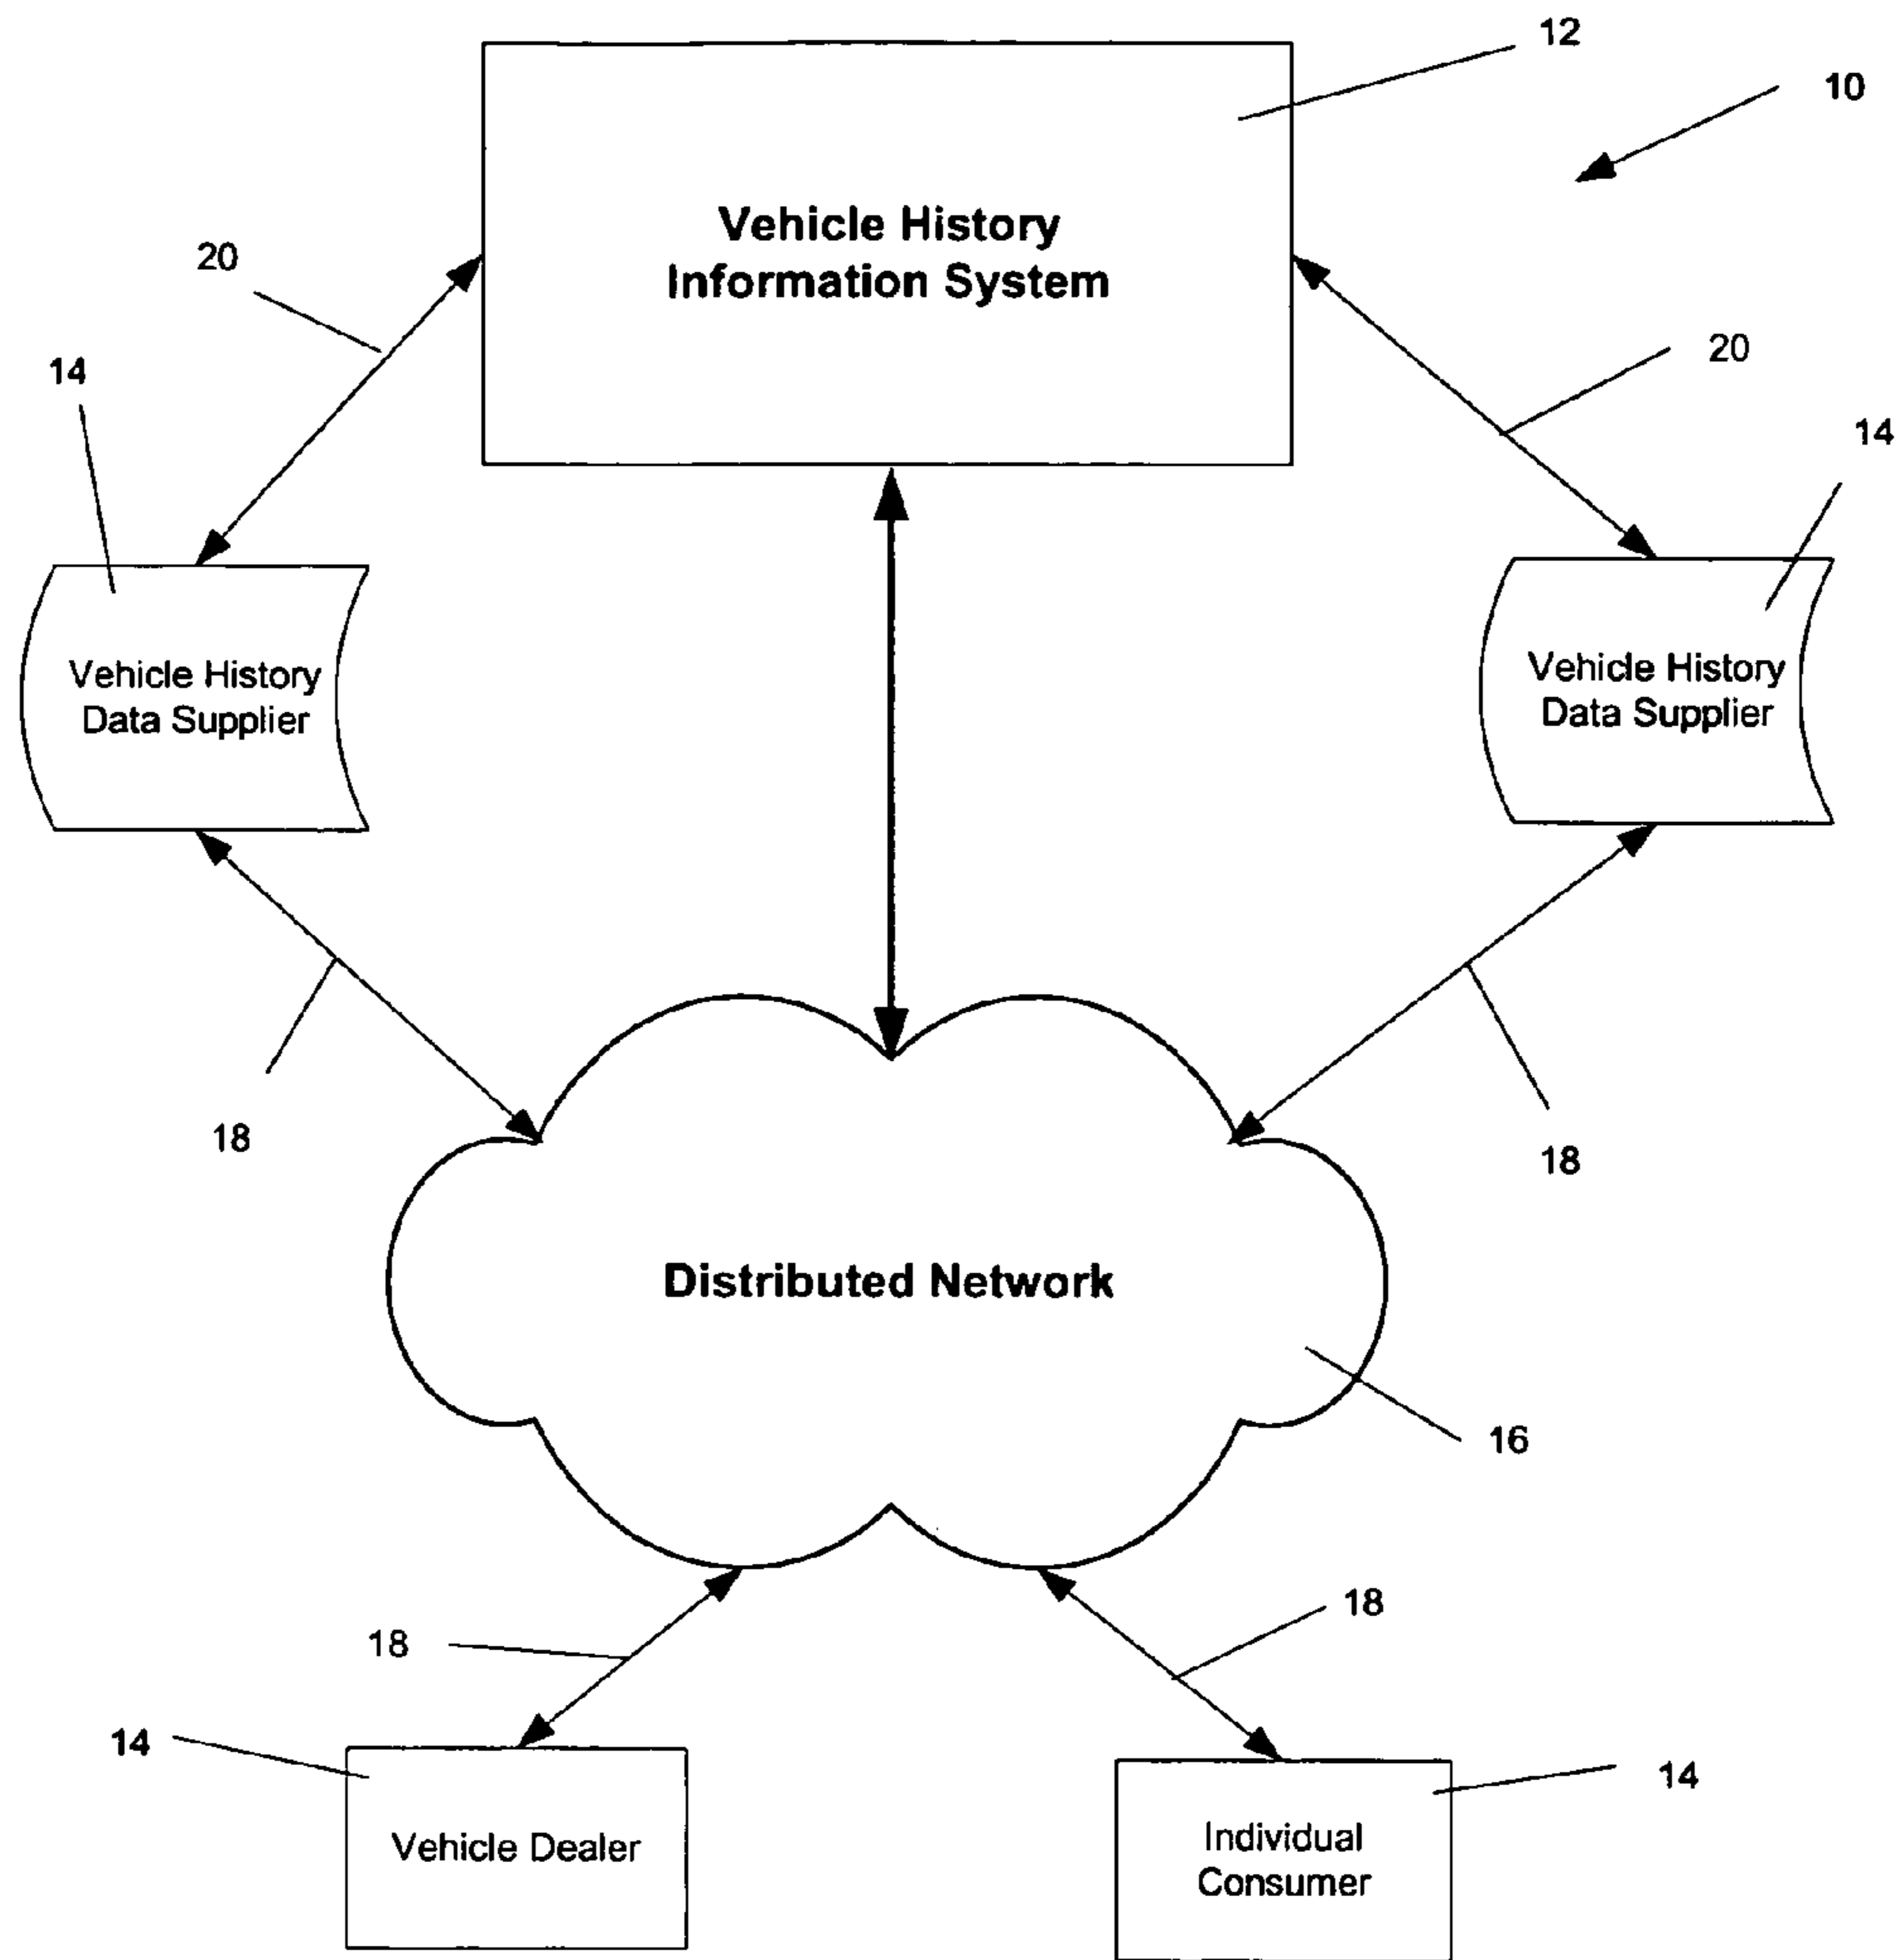 12
10
Vehicle History
Information System
20
20
14
14
Vehicle History
Data Supplier
Vehicle History
Data Supplier
18
18
Distributed Network
16
18
18
14
14
Vehicle Dealer
Individual
Consumer